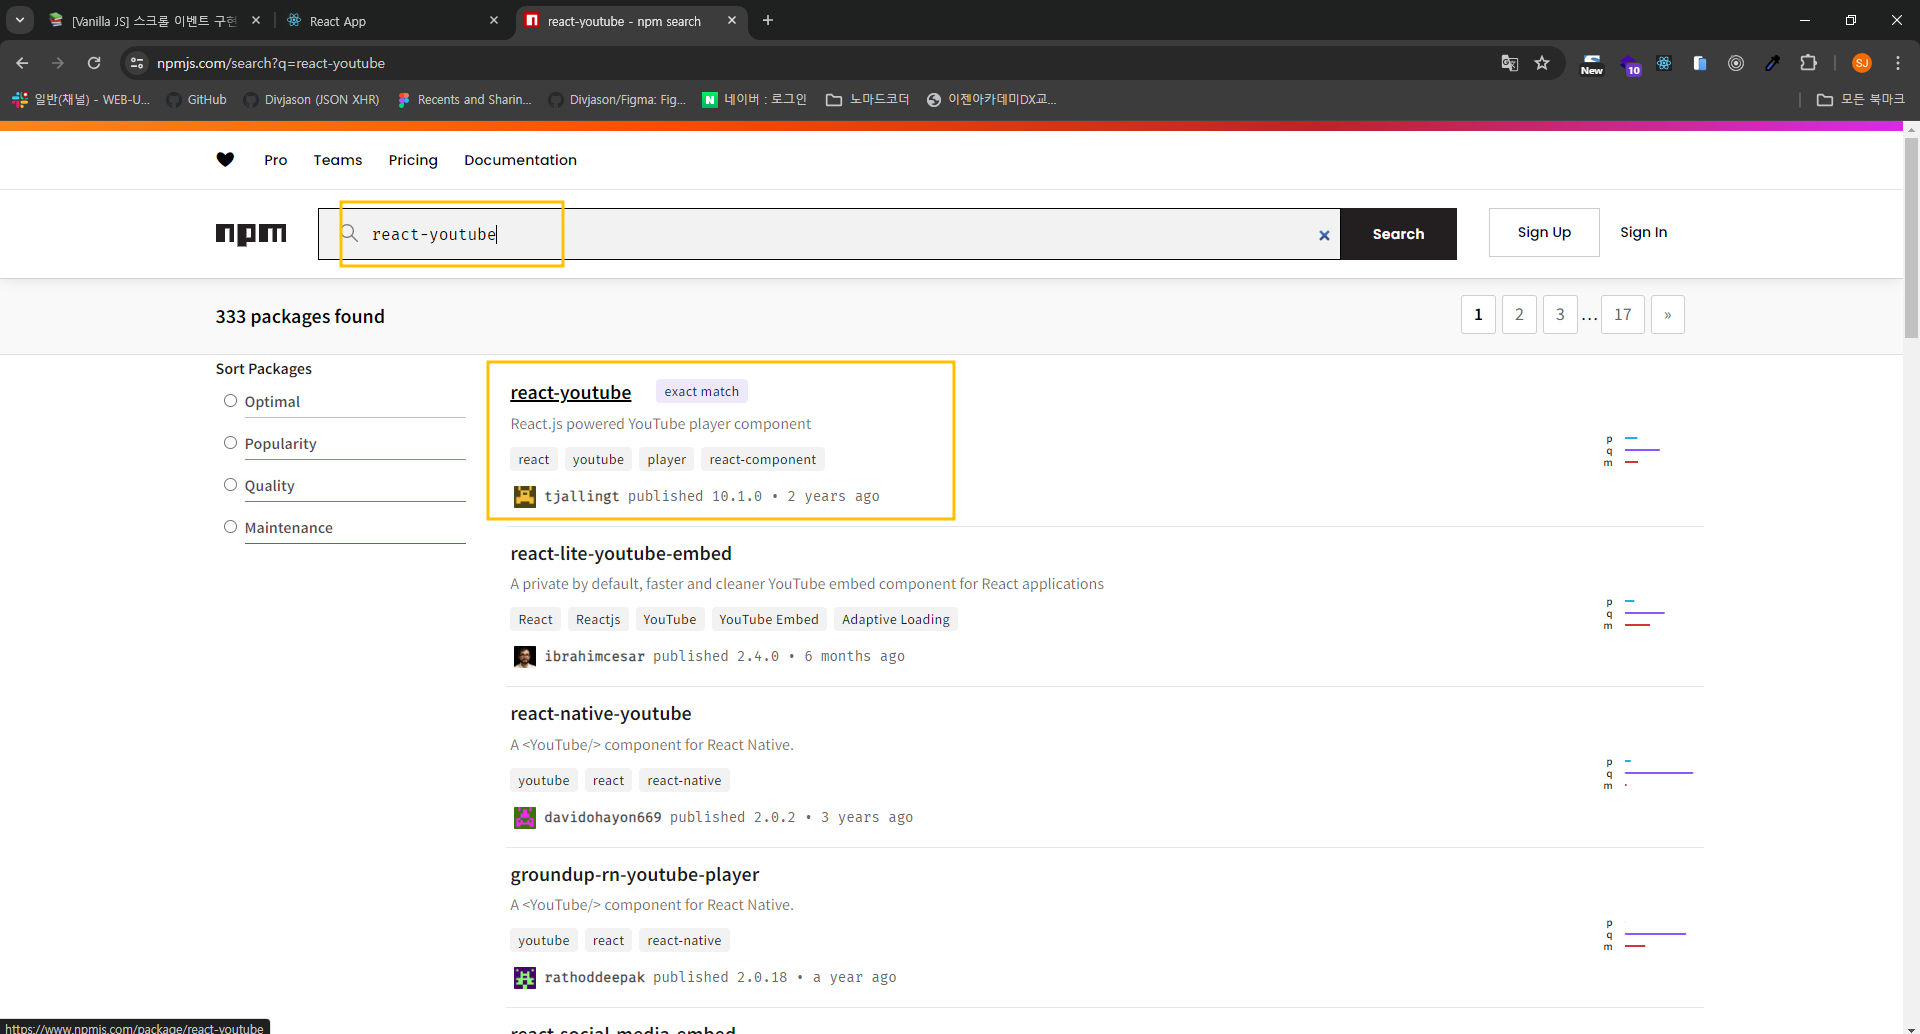 [Vanilla JS] 스크롤 이벤트 구현
React App
react-youtube - npm search
npmjs.com/search?q=react-youtube
New
10
SJ
일반(채널) - WEB-U...
GitHub
Divjason (JSON XHR)
Recents and Sharin...
Divjason/Figma: Fig...
N
네이버 : 로그인
노마드코더
이젠아카데미DX교...
모든 북마크
Pro
Teams
Pricing
Documentation
npm
react-youtube
Search
Sign Up
Sign In
333 packages found
1
2
3
...
17
»
Sort Packages
Optimal
Popularity
Quality
Maintenance
react-youtube
exact match
React.js powered YouTube player component
react
youtube
player
react-component
tjallingt published 10.1.0 • 2 years ago
p
q
m
react-lite-youtube-embed
A private by default, faster and cleaner YouTube embed component for React applications
React
Reactjs
YouTube
YouTube Embed
Adaptive Loading
ibrahimcesar published 2.4.0 • 6 months ago
p
q
m
react-native-youtube
A <YouTube/> component for React Native.
youtube
react
react-native
davidohayon669 published 2.0.2 • 3 years ago
p
q
m
groundup-rn-youtube-player
A <YouTube/> component for React Native.
youtube
react
react-native
rathoddeepak published 2.0.18 • a year ago
p
q
m
react-social-media-embed
https://www.npmjs.com/package/react-youtube